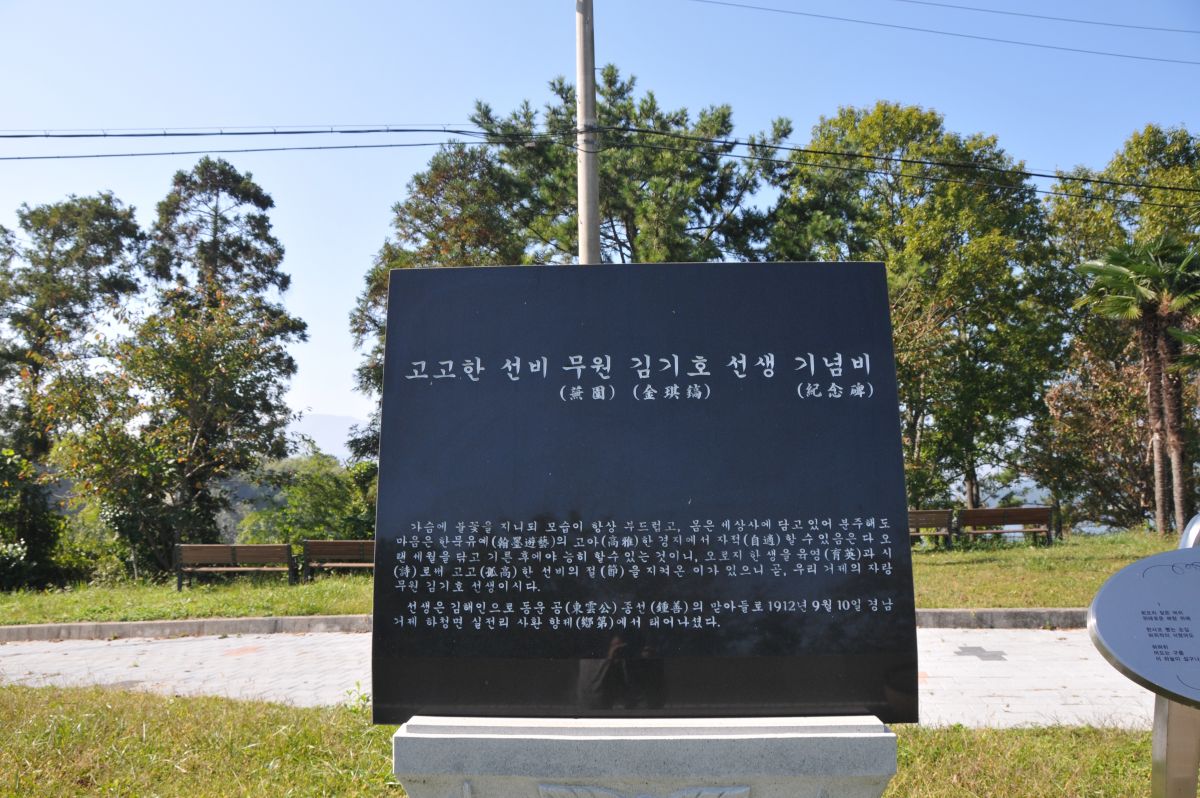 고고한 선비 무원 김기호 선생 기념비
(蕪園) (金琪鎬) (紀念碑)
가슴에 불꽃을 지니되 모습이 항상 부드럽고, 몸은 세상사에 담고 있어 분주해도
마음은 한묵유예(翰墨遊藝)의 고아(高雅)한 경지에서 자적(自適)할 수 있음은 다 오
랜 세월을 닦고 기른 후에야 능히 할수있는 것이니, 오로지 한 생을 유영(育英)과 시
(詩)로써 고고(孤高)한 선비의 절(節)을 지켜온 이가 있으니 곧, 우리 거제의 자랑
무원 김기호 선생이시다.
선생은 김해인으로 동운 공(東雲公) 종선(鍾善)의 맏아들로 1912년 9월 10일 경남
거제 하청면 실전리 사환 향제(鄕第)에서 태어나셨다.